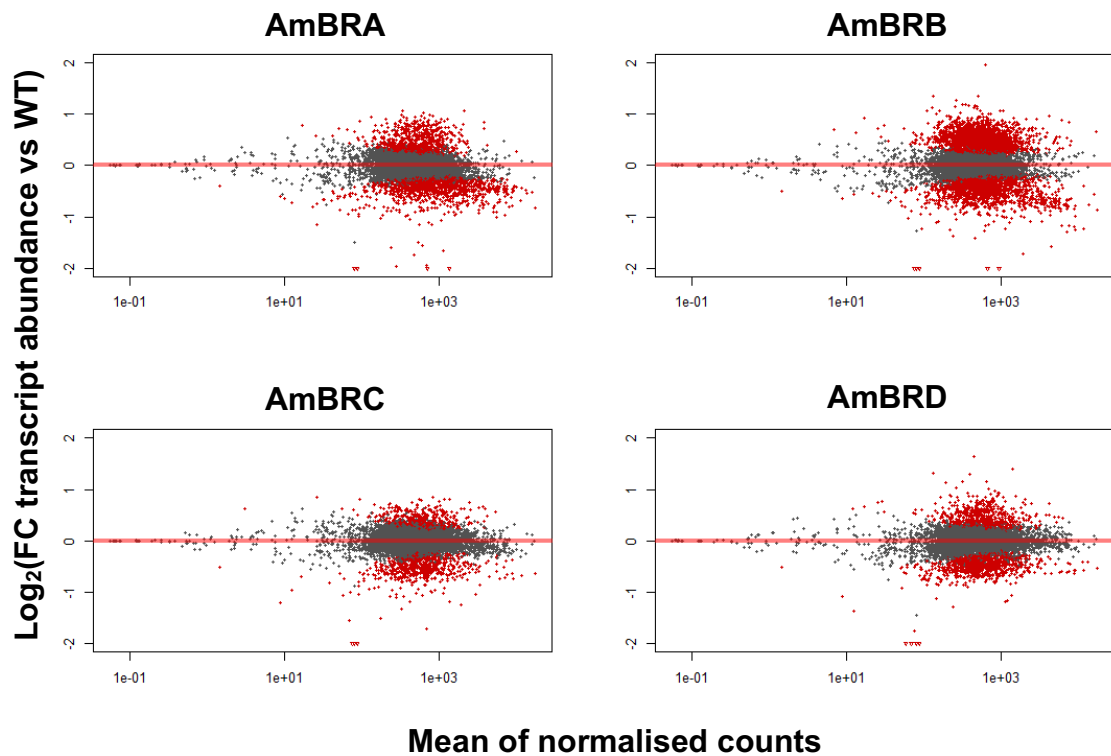 AmBRA
AmBRB
Log₂(FC transcript abundance vs WT)
2
1
0
-1
-2
1e-01
1e+01
1e+03
2
1
0
-1
-2
1e-01
1e+01
1e+03
AmBRC
AmBRD
2
1
0
-1
-2
1e-01
1e+01
1e+03
2
1
0
-1
-2
1e-01
1e+01
1e+03
Mean of normalised counts